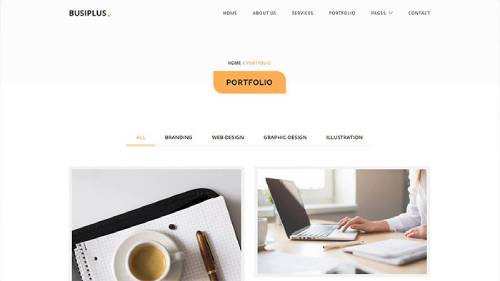 BUSIPLUS.
HOME ABOUT US SERVICES PORTFOLIO PAGES CONTACT
HOME / PORTFOLIO
PORTFOLIO
ALL BRANDING WEB-DESIGN GRAPHIC-DESIGN ILLUSTRATION